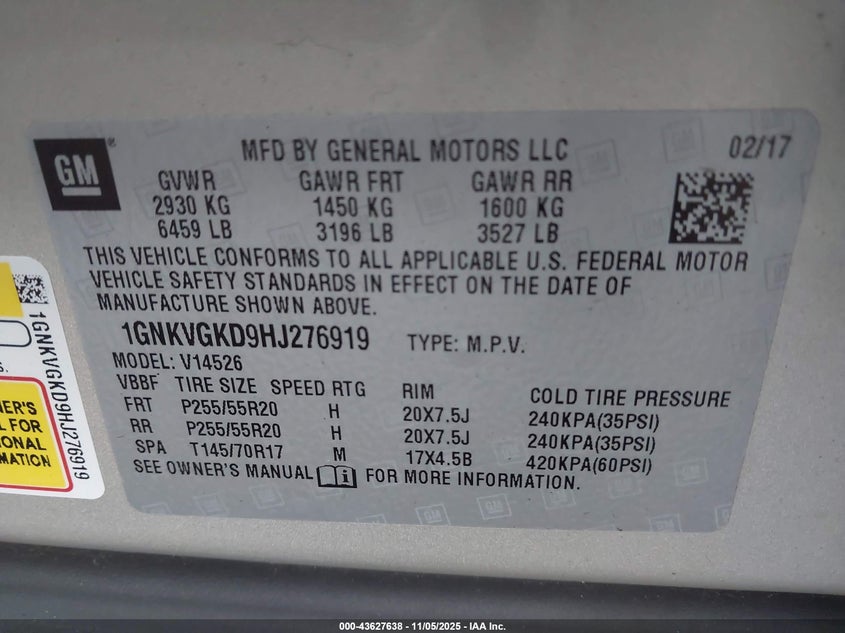 GM
MFD BY GENERAL MOTORS LLC 02/17
GVWR GAWR FRT GAWR RR
2930 KG 1450 KG 1600 KG
6459 LB 3196 LB 3527 LB
THIS VEHICLE CONFORMS TO ALL APPLICABLE U.S. FEDERAL MOTOR
VEHICLE SAFETY STANDARDS IN EFFECT ON THE DATE OF
MANUFACTURE SHOWN ABOVE.
1GNKVGKD9HJ276919 TYPE: M.P.V.
MODEL: V14526
VBBF TIRE SIZE SPEED RTG RIM COLD TIRE PRESSURE
FRT P255/55R20 H 20X7.5J 240KPA(35PSI)
RR P255/55R20 H 20X7.5J 240KPA(35PSI)
SPA T145/70R17 M 17X4.5B 420KPA(60PSI)
SEE OWNER'S MANUAL FOR MORE INFORMATION.
1GNKVGKD9HJ276919
000-43627638 - 11/05/2025 - IAA Inc.